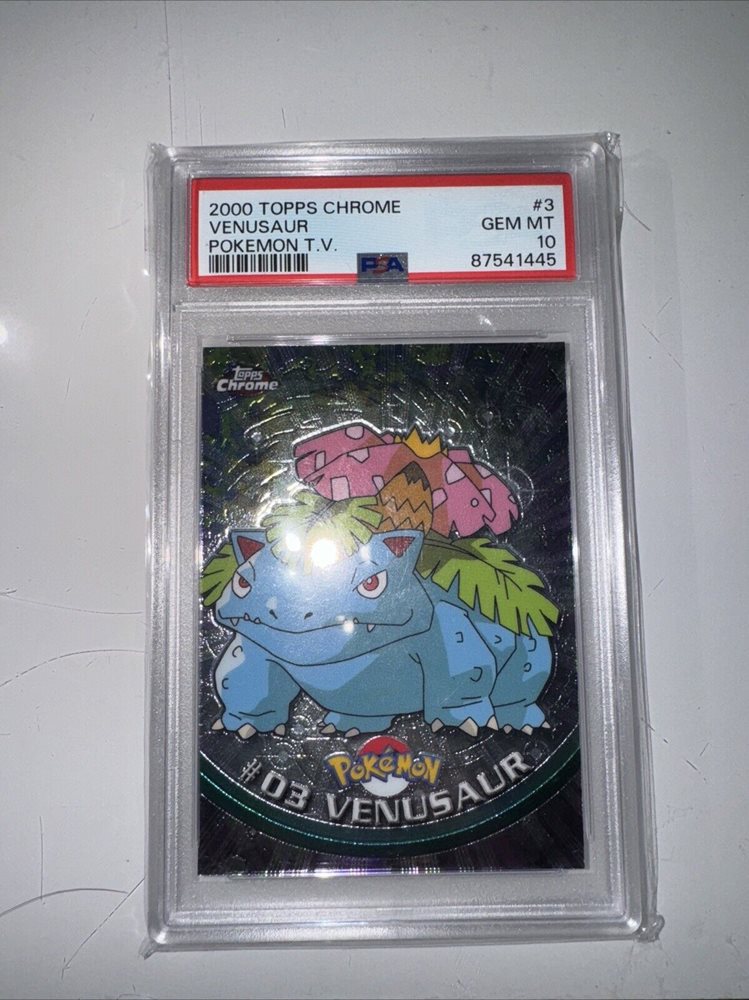 2000 TOPPS CHROME #3
VENUSAUR GEM MT
POKEMON T.V. 10
PSA 87541445
Topps
Chrome
POKéMON
#03 VENUSAUR